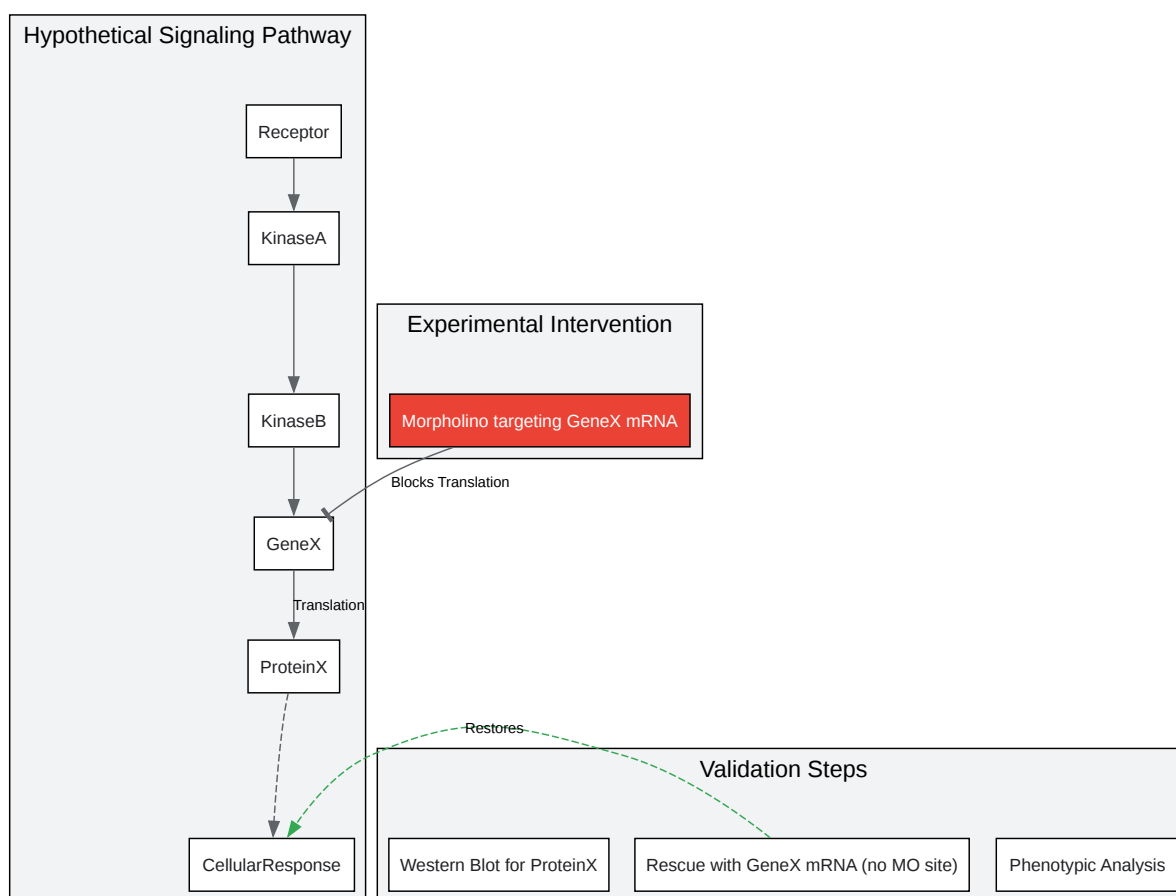 Hypothetical Signaling Pathway
Receptor
KinaseA
Experimental Intervention
KinaseB
Morpholino targeting GeneX mRNA
Blocks Translation
GeneX
Translation
ProteinX
Restores
Validation Steps
CellularResponse
Western Blot for ProteinX
Rescue with GeneX mRNA (no MO site)
Phenotypic Analysis